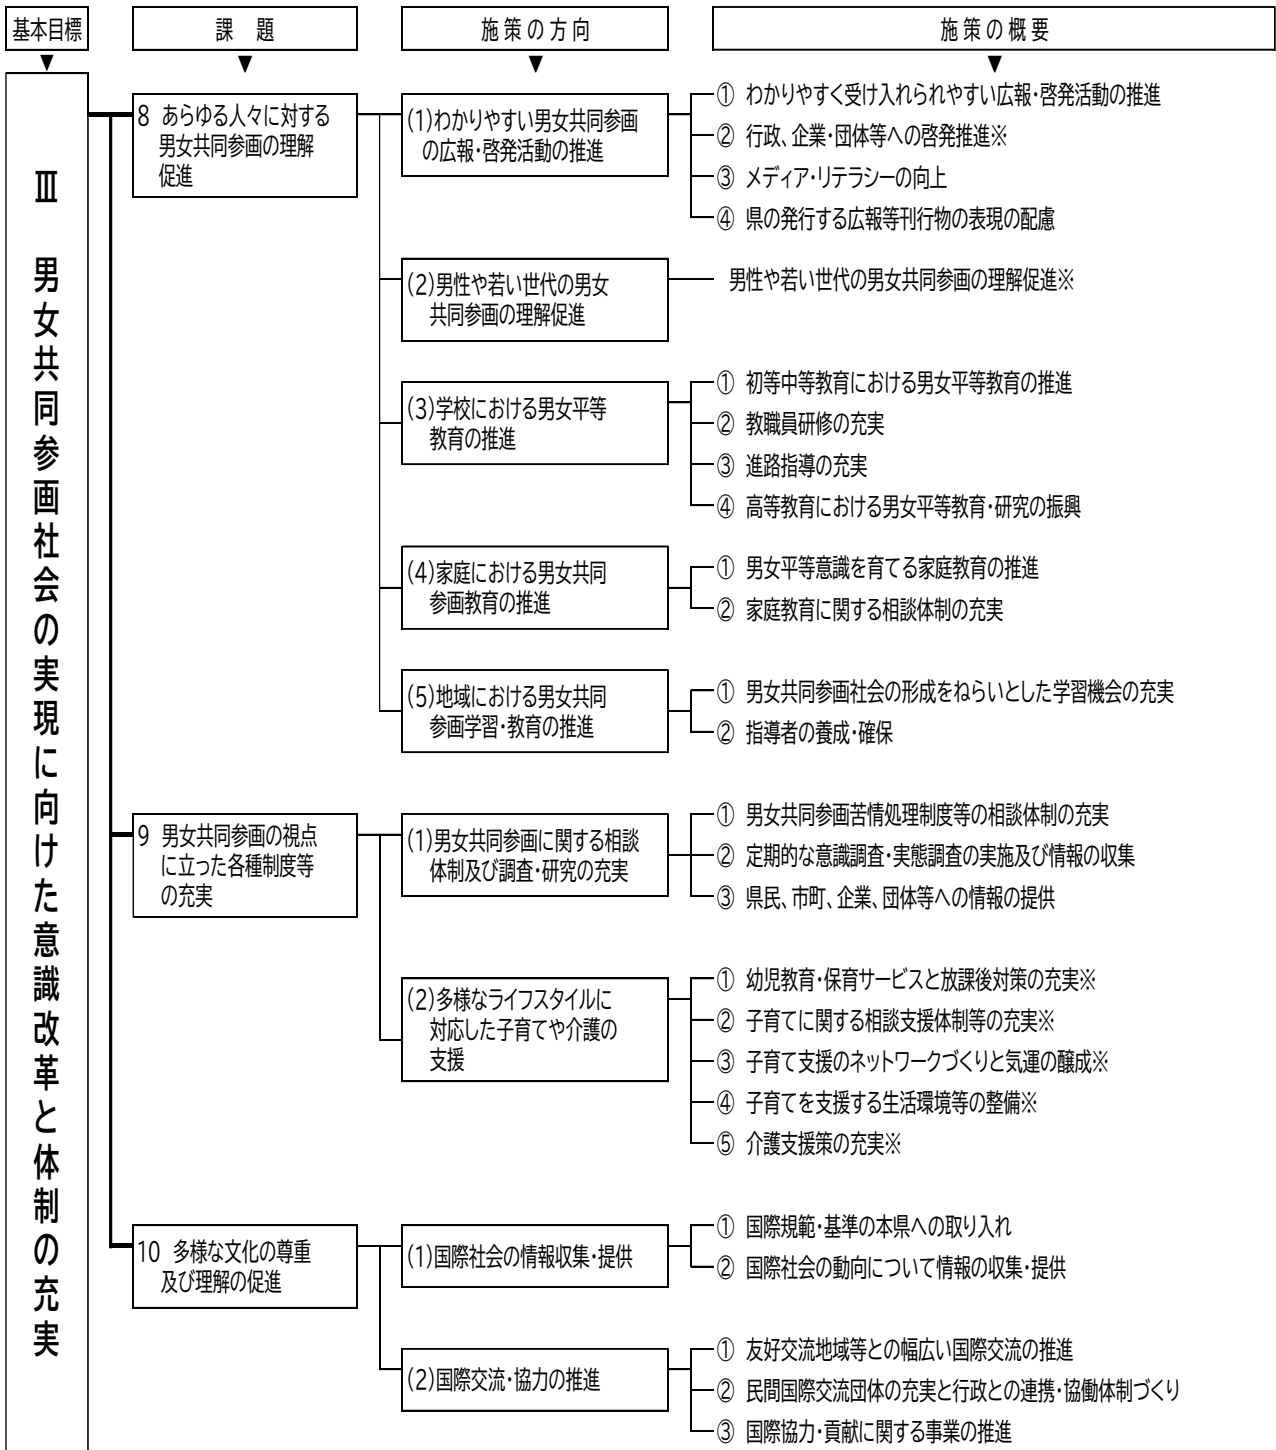 基本目標
課 題
施策の方向
施策の概要
▼
▼
▼
▼
Ⅲ 男女共同参画社会の実現に向けた意識改革と体制の充実
8 あらゆる人々に対する
男女共同参画の理解
促進
(1)わかりやすい男女共同参画
の広報・啓発活動の推進
① わかりやすく受け入れられやすい広報・啓発活動の推進
② 行政、企業・団体等への啓発推進※
③ メディア・リテラシーの向上
④ 県の発行する広報等刊行物の表現の配慮
(2)男性や若い世代の男女
共同参画の理解促進
男性や若い世代の男女共同参画の理解促進※
(3)学校における男女平等
教育の推進
① 初等中等教育における男女平等教育の推進
② 教職員研修の充実
③ 進路指導の充実
④ 高等教育における男女平等教育・研究の振興
(4)家庭における男女共同
参画教育の推進
① 男女平等意識を育てる家庭教育の推進
② 家庭教育に関する相談体制の充実
(5)地域における男女共同
参画学習・教育の推進
① 男女共同参画社会の形成をねらいとした学習機会の充実
② 指導者の養成・確保
9 男女共同参画の視点
に立った各種制度等
の充実
(1)男女共同参画に関する相談
体制及び調査・研究の充実
① 男女共同参画苦情処理制度等の相談体制の充実
② 定期的な意識調査・実態調査の実施及び情報の収集
③ 県民、市町、企業、団体等への情報の提供
(2)多様なライフスタイルに
対応した子育てや介護の
支援
① 幼児教育・保育サービスと放課後対策の充実※
② 子育てに関する相談支援体制等の充実※
③ 子育て支援のネットワークづくりと気運の醸成※
④ 子育てを支援する生活環境等の整備※
⑤ 介護支援策の充実※
10 多様な文化の尊重
及び理解の促進
(1)国際社会の情報収集・提供
① 国際規範・基準の本県への取り入れ
② 国際社会の動向について情報の収集・提供
(2)国際交流・協力の推進
① 友好交流地域等との幅広い国際交流の推進
② 民間国際交流団体の充実と行政との連携・協働体制づくり
③ 国際協力・貢献に関する事業の推進